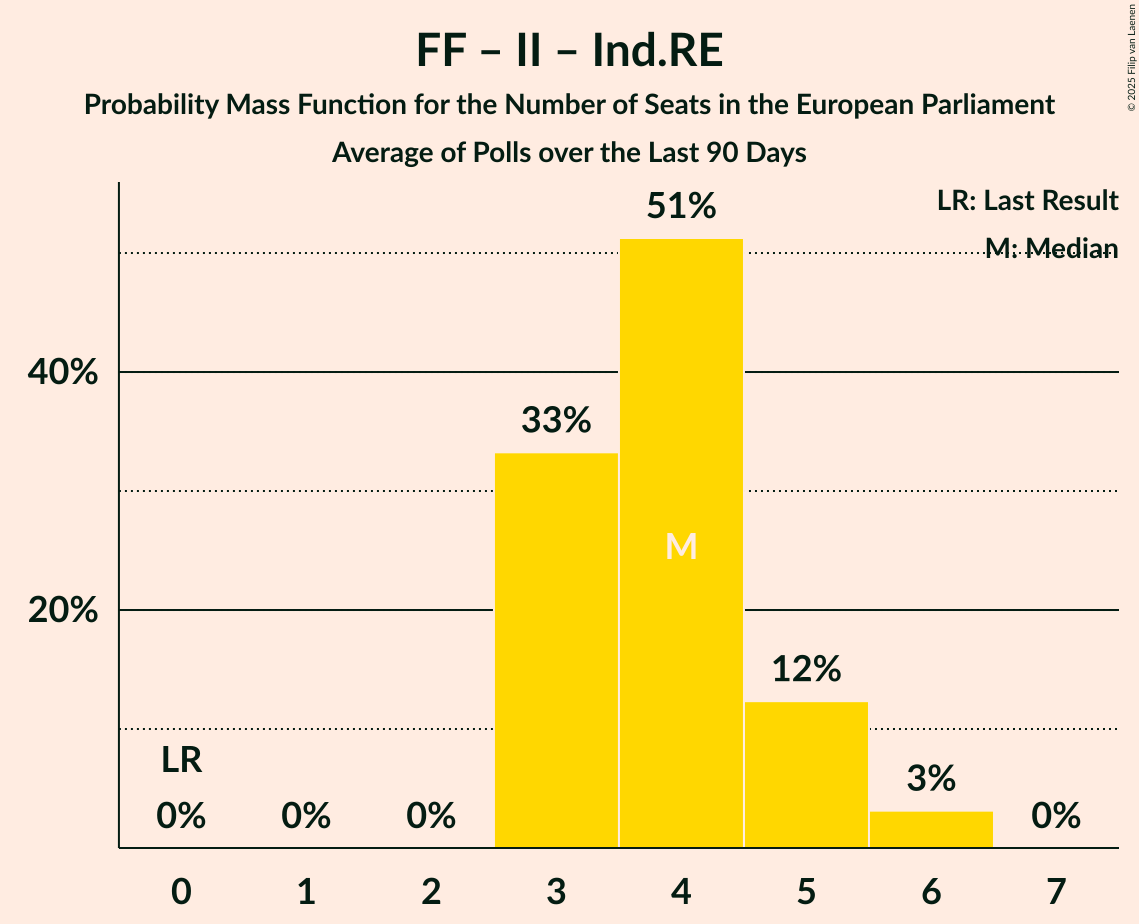 FF – II – Ind.RE
Probability Mass Function for the Number of Seats in the European Parliament
Average of Polls over the Last 90 Days
© 2025 Filip van Laenen
LR: Last Result
M: Median
51%
40%
33%
M
20%
12%
LR
3%
0% 0% 0% 0%
0 1 2 3 4 5 6 7